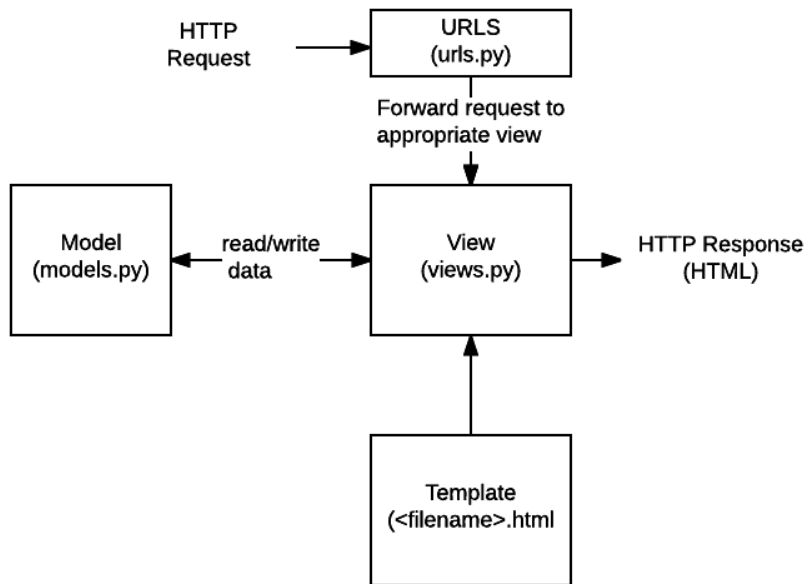 HTTP
Request
URLS
(urls.py)
Forward request to
appropriate view
Model
(models.py)
read/write
data
View
(views.py)
HTTP Response
(HTML)
Template
(<filename>.html